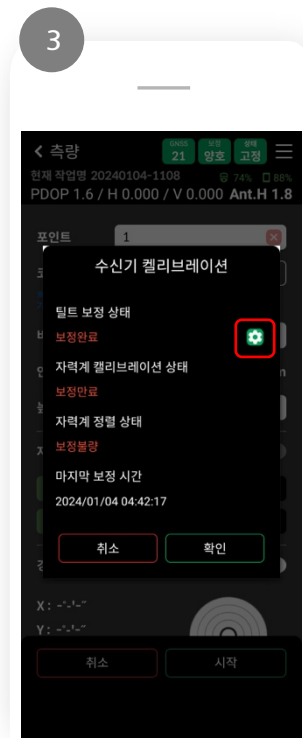 3
측량
GNSS 보정 상태
21 양호 고정
현재 작업명 20240104-1108 74% 88%
PDOP 1.6 / H 0.000 / V 0.000 Ant.H 1.8
포인트 1
수신기 켈리브레이션
틸트 보정 상태
보정완료
자력계 캘리브레이션 상태
보정만료
자력계 정렬 상태
보정불량
마지막 보정 시간
2024/01/04 04:42:17
취소 확인
X : -°-'-"
Y : -°-'-"
취소 시작